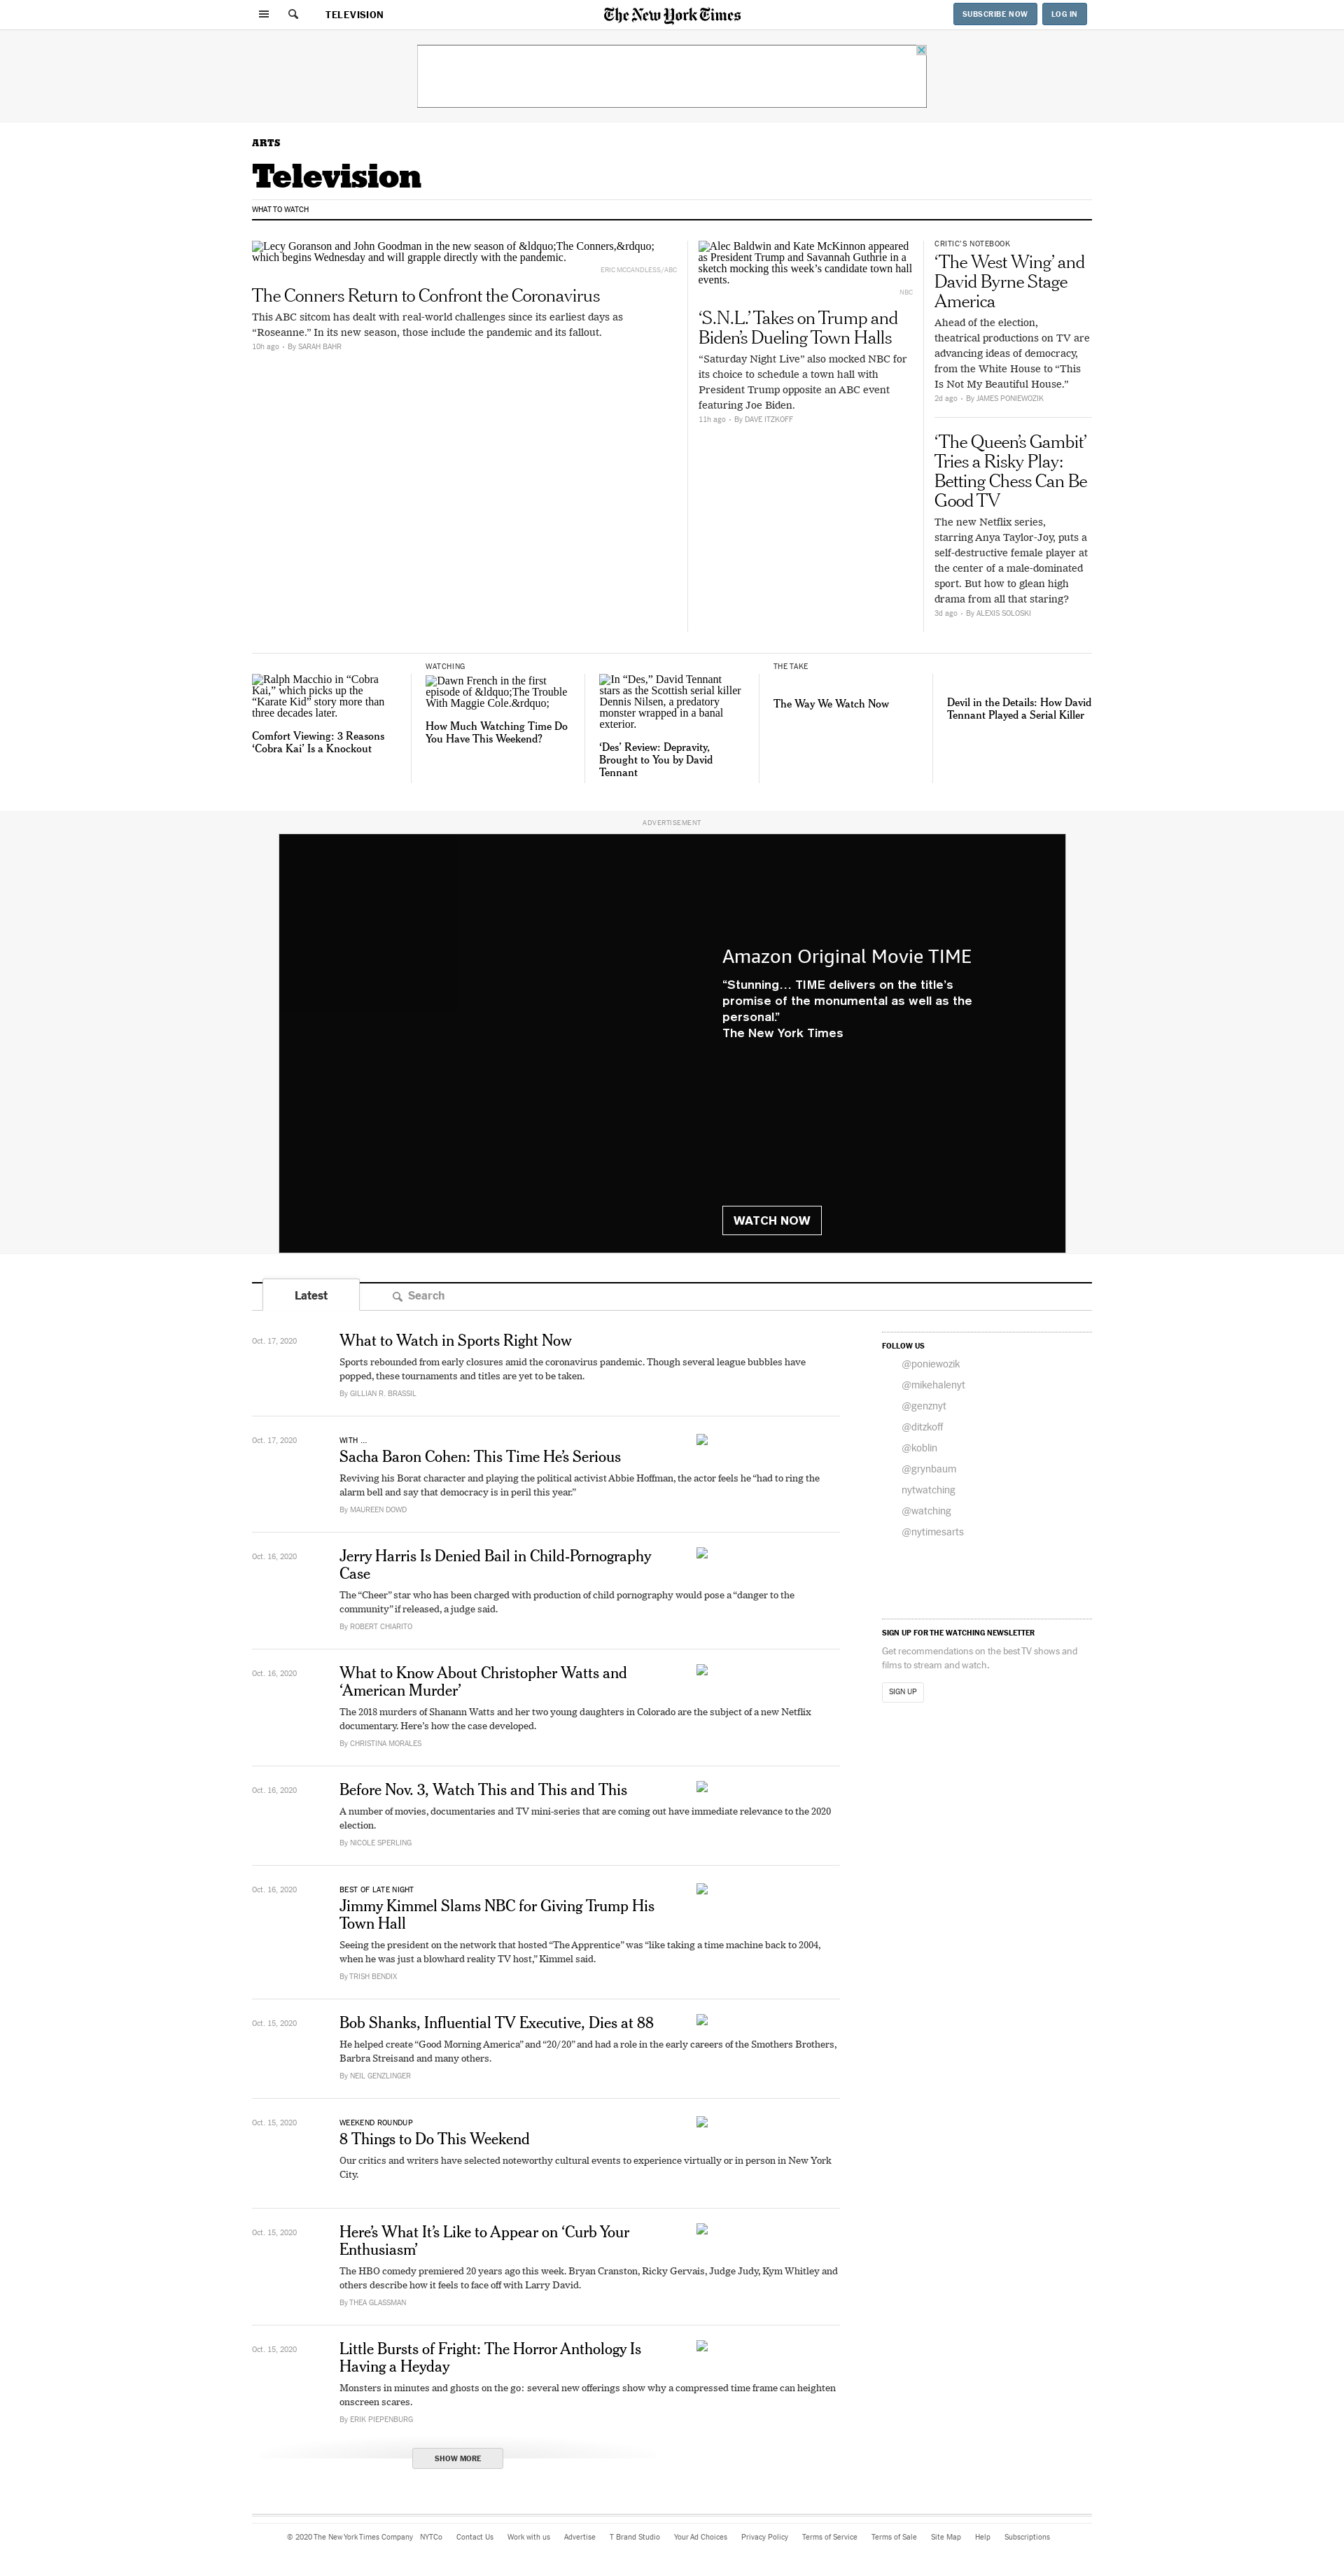 TELEVISION
The New York Times
SUBSCRIBE NOW
LOG IN
ARTS
Television
WHAT TO WATCH
Lecy Goranson and John Goodman in the new season of &ldquo;The Conners,&rdquo;
which begins Wednesday and will grapple directly with the pandemic.
ERIC MCCANDLESS/ABC
The Conners Return to Confront the Coronavirus
This ABC sitcom has dealt with real-world challenges since its earliest days as
“Roseanne.” In its new season, those include the pandemic and its fallout.
10h ago • By SARAH BAHR
Alec Baldwin and Kate McKinnon appeared
as President Trump and Savannah Guthrie in a
sketch mocking this week’s candidate town hall
events.
NBC
‘S.N.L.’ Takes on Trump and
Biden’s Dueling Town Halls
“Saturday Night Live” also mocked NBC for
its choice to schedule a town hall with
President Trump opposite an ABC event
featuring Joe Biden.
11h ago • By DAVE ITZKOFF
CRITIC’S NOTEBOOK
‘The West Wing’ and
David Byrne Stage
America
Ahead of the election,
theatrical productions on TV are
advancing ideas of democracy,
from the White House to “This
Is Not My Beautiful House.”
2d ago • By JAMES PONIEWOZIK
‘The Queen’s Gambit’
Tries a Risky Play:
Betting Chess Can Be
Good TV
The new Netflix series,
starring Anya Taylor-Joy, puts a
self-destructive female player at
the center of a male-dominated
sport. But how to glean high
drama from all that staring?
3d ago • By ALEXIS SOLOSKI
Ralph Macchio in “Cobra
Kai,” which picks up the
“Karate Kid” story more than
three decades later.
Comfort Viewing: 3 Reasons
‘Cobra Kai’ Is a Knockout
WATCHING
Dawn French in the first
episode of &ldquo;The Trouble
With Maggie Cole.&rdquo;
How Much Watching Time Do
You Have This Weekend?
In “Des,” David Tennant
stars as the Scottish serial killer
Dennis Nilsen, a predatory
monster wrapped in a banal
exterior.
‘Des’ Review: Depravity,
Brought to You by David
Tennant
THE TAKE
The Way We Watch Now
Devil in the Details: How David
Tennant Played a Serial Killer
ADVERTISEMENT
Amazon Original Movie TIME
“Stunning... TIME delivers on the title’s
promise of the monumental as well as the
personal.”
The New York Times
WATCH NOW
Latest
Search
Oct. 17, 2020
What to Watch in Sports Right Now
Sports rebounded from early closures amid the coronavirus pandemic. Though several league bubbles have
popped, these tournaments and titles are yet to be taken.
By GILLIAN R. BRASSIL
Oct. 17, 2020
WITH ...
Sacha Baron Cohen: This Time He’s Serious
Reviving his Borat character and playing the political activist Abbie Hoffman, the actor feels he “had to ring the
alarm bell and say that democracy is in peril this year.”
By MAUREEN DOWD
Oct. 16, 2020
Jerry Harris Is Denied Bail in Child-Pornography
Case
The “Cheer” star who has been charged with production of child pornography would pose a “danger to the
community” if released, a judge said.
By ROBERT CHIARITO
Oct. 16, 2020
What to Know About Christopher Watts and
‘American Murder’
The 2018 murders of Shanann Watts and her two young daughters in Colorado are the subject of a new Netflix
documentary. Here’s how the case developed.
By CHRISTINA MORALES
Oct. 16, 2020
Before Nov. 3, Watch This and This and This
A number of movies, documentaries and TV mini-series that are coming out have immediate relevance to the 2020
election.
By NICOLE SPERLING
Oct. 16, 2020
BEST OF LATE NIGHT
Jimmy Kimmel Slams NBC for Giving Trump His
Town Hall
Seeing the president on the network that hosted “The Apprentice” was “like taking a time machine back to 2004,
when he was just a blowhard reality TV host,” Kimmel said.
By TRISH BENDIX
Oct. 15, 2020
Bob Shanks, Influential TV Executive, Dies at 88
He helped create “Good Morning America” and “20/20” and had a role in the early careers of the Smothers Brothers,
Barbra Streisand and many others.
By NEIL GENZLINGER
Oct. 15, 2020
WEEKEND ROUNDUP
8 Things to Do This Weekend
Our critics and writers have selected noteworthy cultural events to experience virtually or in person in New York
City.
Oct. 15, 2020
Here’s What It’s Like to Appear on ‘Curb Your
Enthusiasm’
The HBO comedy premiered 20 years ago this week. Bryan Cranston, Ricky Gervais, Judge Judy, Kym Whitley and
others describe how it feels to face off with Larry David.
By THEA GLASSMAN
Oct. 15, 2020
Little Bursts of Fright: The Horror Anthology Is
Having a Heyday
Monsters in minutes and ghosts on the go: several new offerings show why a compressed time frame can heighten
onscreen scares.
By ERIK PIEPENBURG
SHOW MORE
FOLLOW US
@poniewozik
@mikehalenyt
@genznyt
@ditzkoff
@koblin
@grynbaum
nytwatching
@watching
@nytimesarts
SIGN UP FOR THE WATCHING NEWSLETTER
Get recommendations on the best TV shows and
films to stream and watch.
SIGN UP
© 2020 The New York Times Company NYTCo Contact Us Work with us Advertise T Brand Studio Your Ad Choices Privacy Policy Terms of Service Terms of Sale Site Map Help Subscriptions